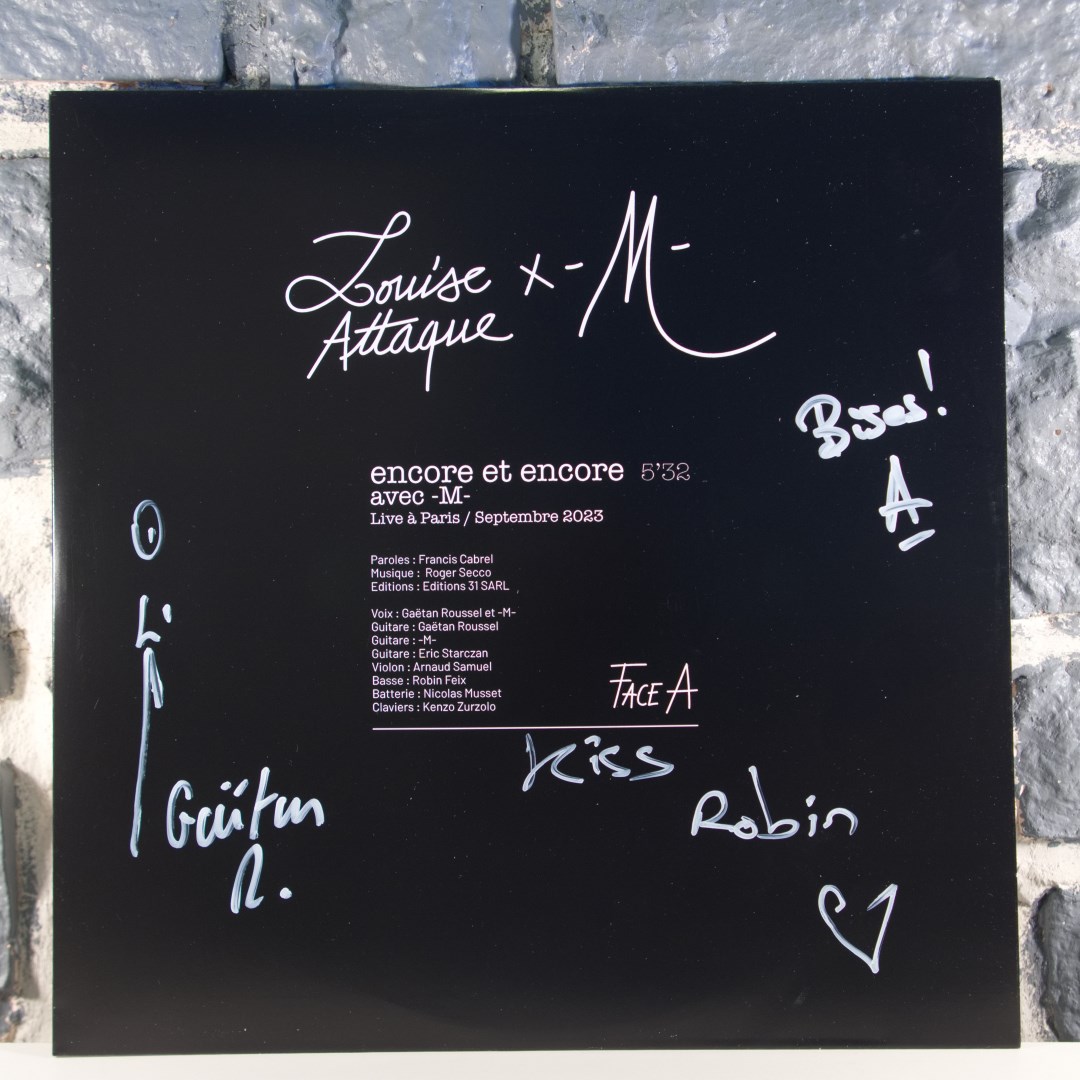 Louise x -M-
Attaque
Bises!
A
encore et encore 5'32
avec -M-
Live à Paris / Septembre 2023
Paroles : Francis Cabrel
Musique : Roger Secco
Editions : Editions 31 SARL
Voix : Gaëtan Roussel et -M-
Guitare : Gaëtan Roussel
Guitare : -M-
Guitare : Eric Starczan
Violon : Arnaud Samuel
Basse : Robin Feix
Batterie : Nicolas Musset
Claviers : Kenzo Zurzolo
FACE A
Kiss
Robin
Gaëtan
R.